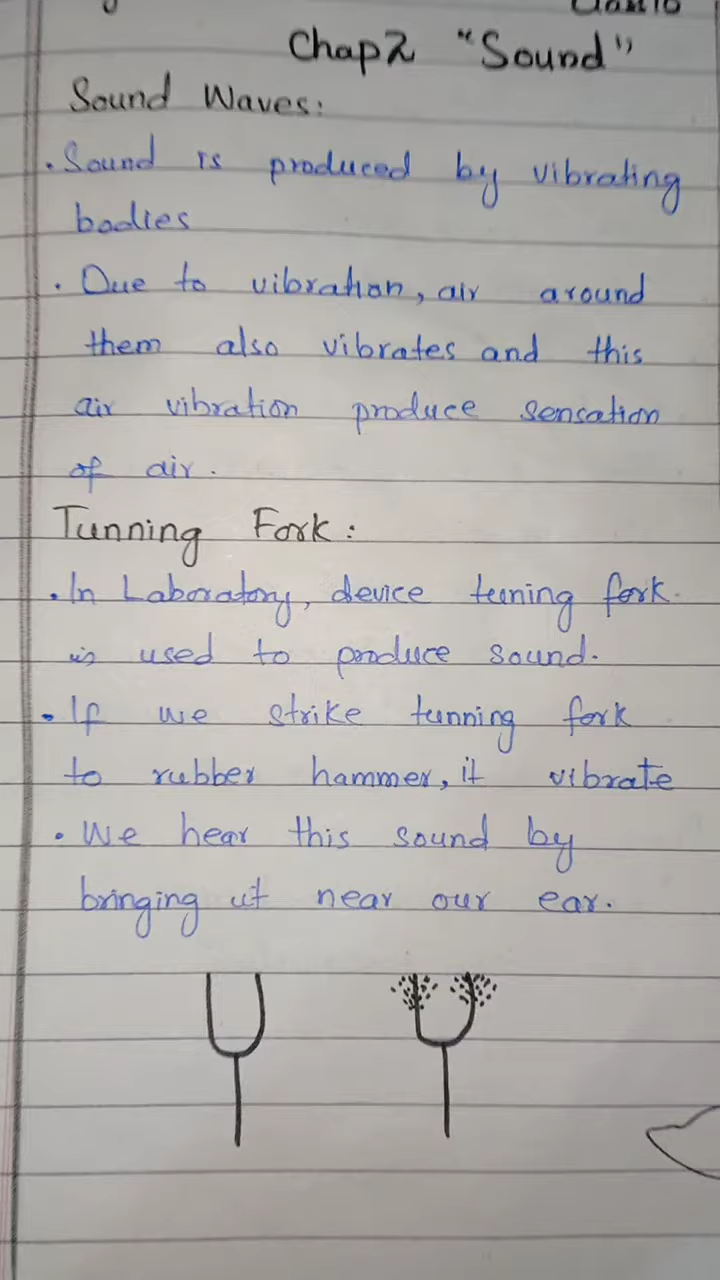 Chap 2 "Sound"
Sound Waves:
. Sound is produced by vibrating
bodies
. Due to vibration, air around
them also vibrates and this
air vibration produce sensation
of air.
Tunning Fork:
. In Laboratory, device tuning fork.
is used to produce sound.
. If we strike tunning fork
to rubber hammer, it vibrate
. We hear this sound by
bringing it near our ear.